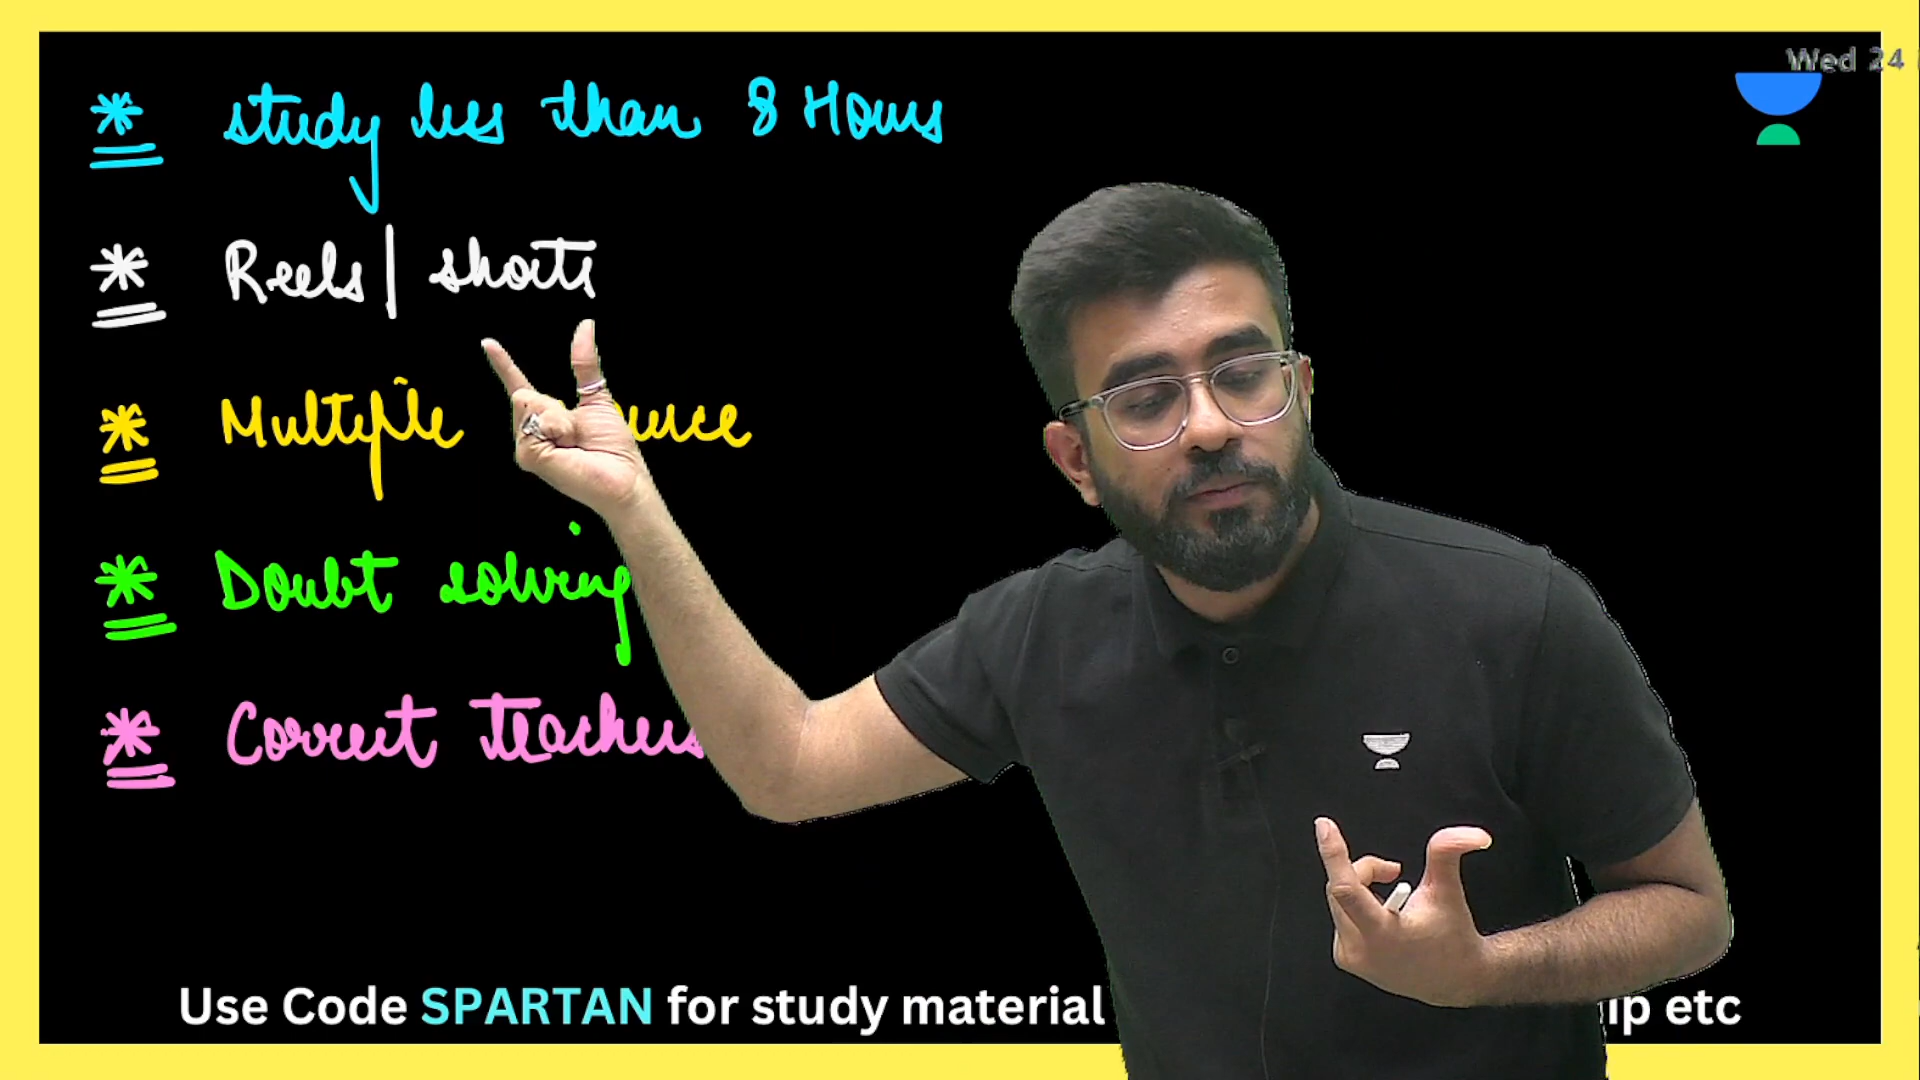 Wed 24
* study less than 8 Hours
* Reels | shorts
* Multiple
* Doubt solving
* Correct teachers
Use Code SPARTAN for study material
etc